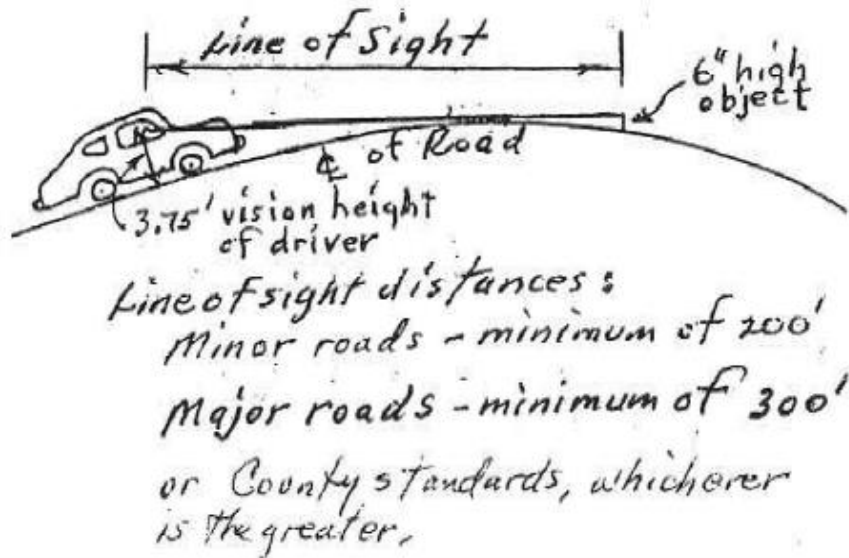 Line of Sight
6" high
object
℄ of Road
3.75' vision height
of driver
Line of sight distances:
Minor roads - minimum of 200'
Major roads - minimum of 300'
or County standards, whichever
is the greater.